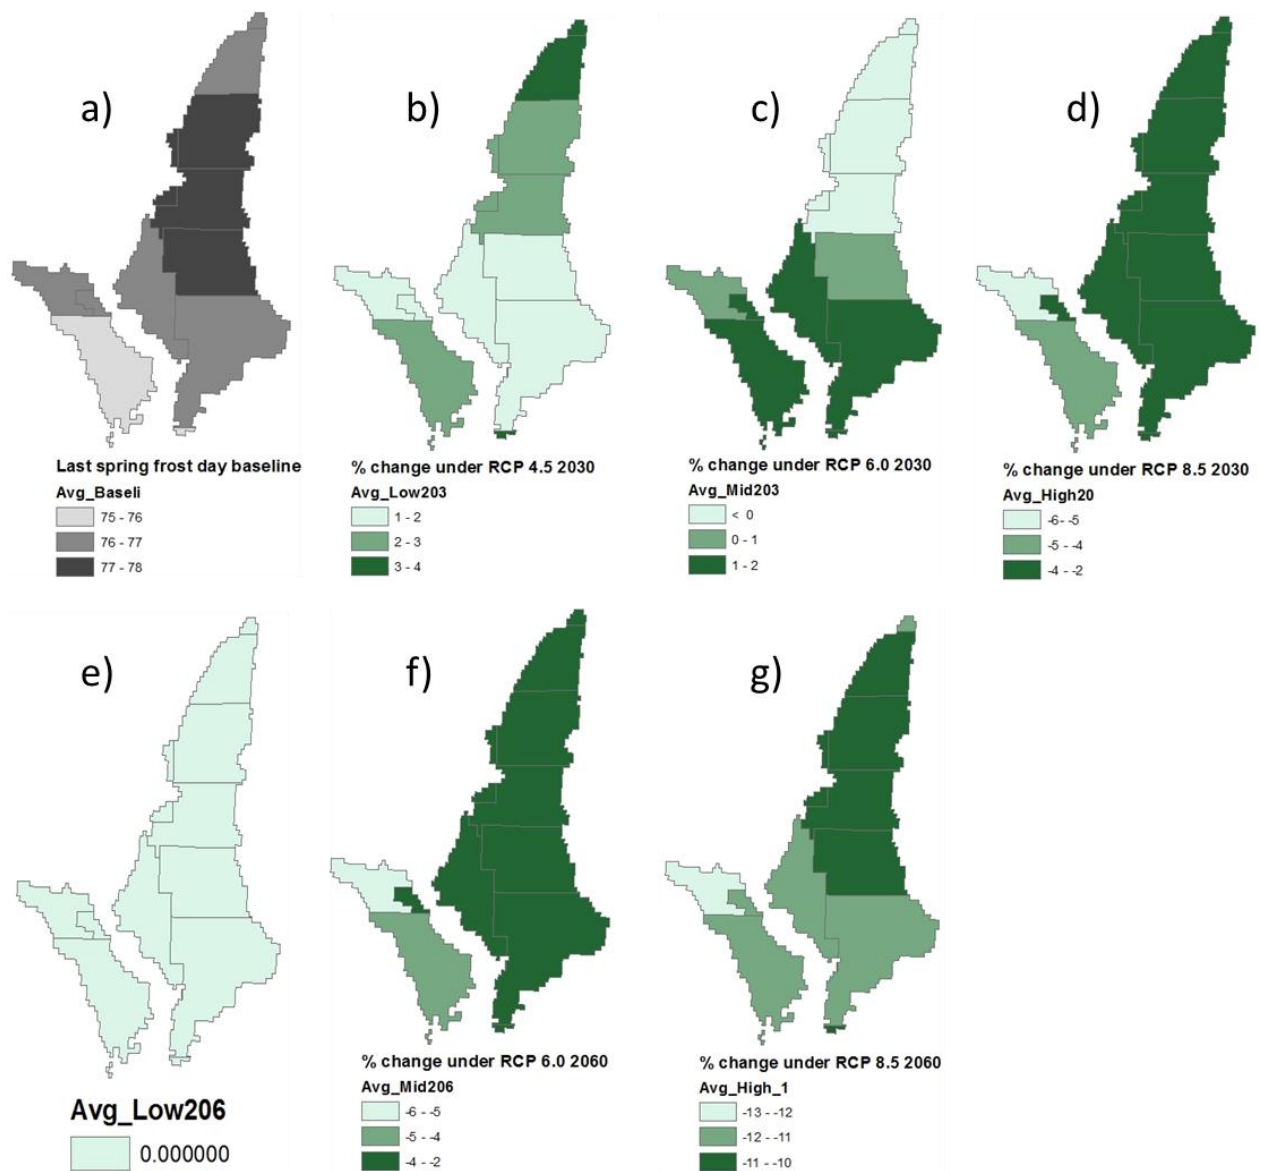 a)
b)
c)
d)
Last spring frost day baseline
Avg_Baseli
75 - 76
76 - 77
77 - 78
% change under RCP 4.5 2030
Avg_Low203
1 - 2
2 - 3
3 - 4
% change under RCP 6.0 2030
Avg_Mid203
< 0
0 - 1
1 - 2
% change under RCP 8.5 2030
Avg_High20
-6 - -5
-5 - -4
-4 - -2
e)
f)
g)
Avg_Low206
0.000000
% change under RCP 6.0 2060
Avg_Mid206
-6 - -5
-5 - -4
-4 - -2
% change under RCP 8.5 2060
Avg_High_1
-13 - -12
-12 - -11
-11 - -10